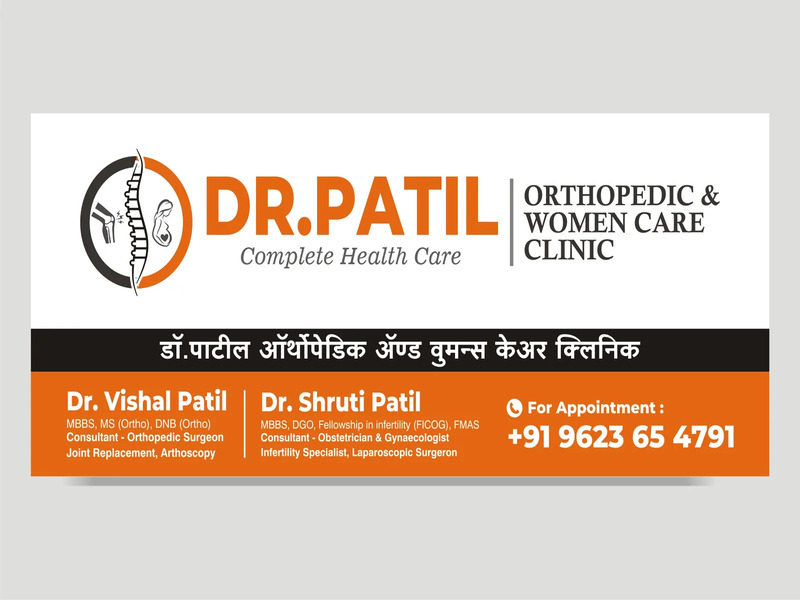 DR.PATIL
Complete Health Care
ORTHOPEDIC &
WOMEN CARE
CLINIC
डॉ.पाटील ऑर्थोपेडिक ॲण्ड वुमन्स केअर क्लिनिक
Dr. Vishal Patil
MBBS, MS (Ortho), DNB (Ortho)
Consultant - Orthopedic Surgeon
Joint Replacement, Arthoscopy
Dr. Shruti Patil
MBBS, DGO, Fellowship in infertility (FICOG), FMAS
Consultant - Obstetrician & Gynaecologist
Infertility Specialist, Laparoscopic Surgeron
For Appointment :
+91 9623 65 4791